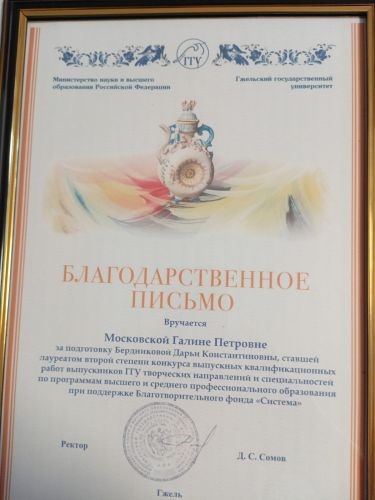 ГГУ
Министерство науки и высшего
образования Российской Федерации
Гжельский государственный
университет
БЛАГОДАРСТВЕННОЕ
ПИСЬМО
Вручается
Московской Галине Петровне
за подготовку Бердниковой Дарьи Константиновны, ставшей
лауреатом второй степени конкурса выпускных квалификационных
работ выпускников ГГУ творческих направлений и специальностей
по программам высшего и среднего профессионального образования
при поддержке Благотворительного фонда «Система»
Ректор
Д. С. Сомов
Гжель